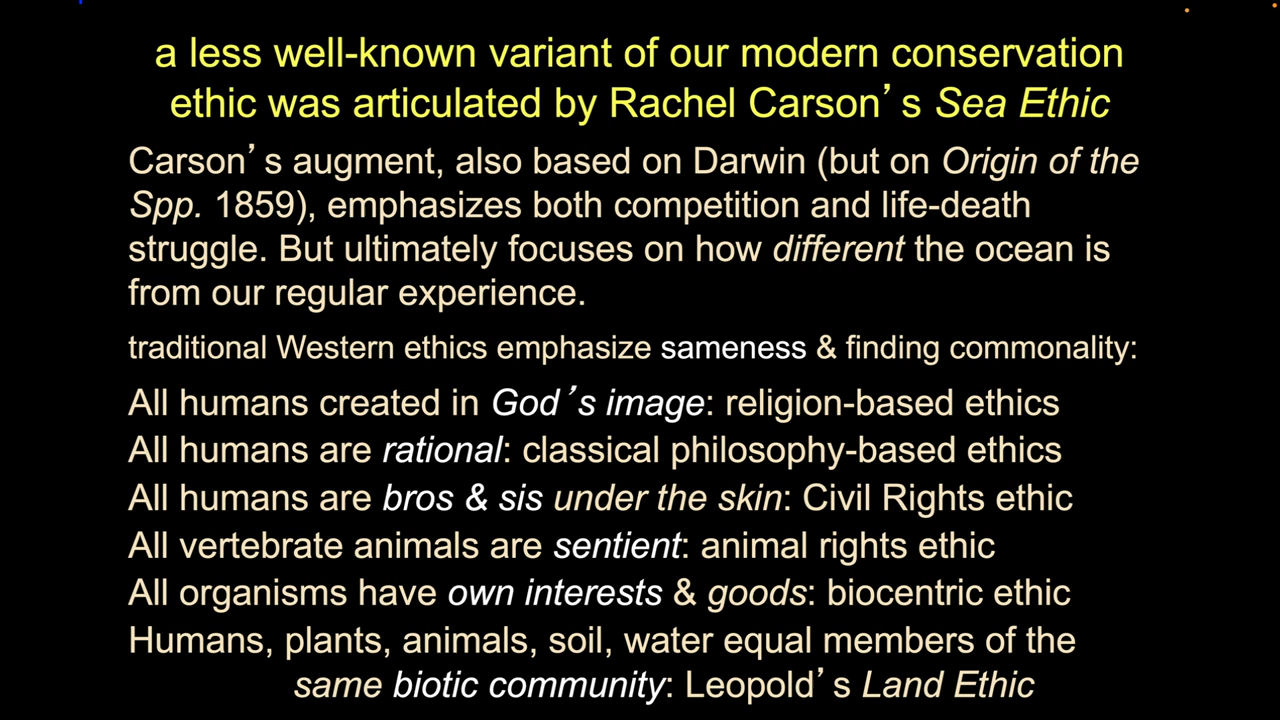 a less well-known variant of our modern conservation
ethic was articulated by Rachel Carson’s Sea Ethic
Carson’s augment, also based on Darwin (but on Origin of the
Spp. 1859), emphasizes both competition and life-death
struggle. But ultimately focuses on how different the ocean is
from our regular experience.
traditional Western ethics emphasize sameness & finding commonality:
All humans created in God’s image: religion-based ethics
All humans are rational: classical philosophy-based ethics
All humans are bros & sis under the skin: Civil Rights ethic
All vertebrate animals are sentient: animal rights ethic
All organisms have own interests & goods: biocentric ethic
Humans, plants, animals, soil, water equal members of the
same biotic community: Leopold’s Land Ethic